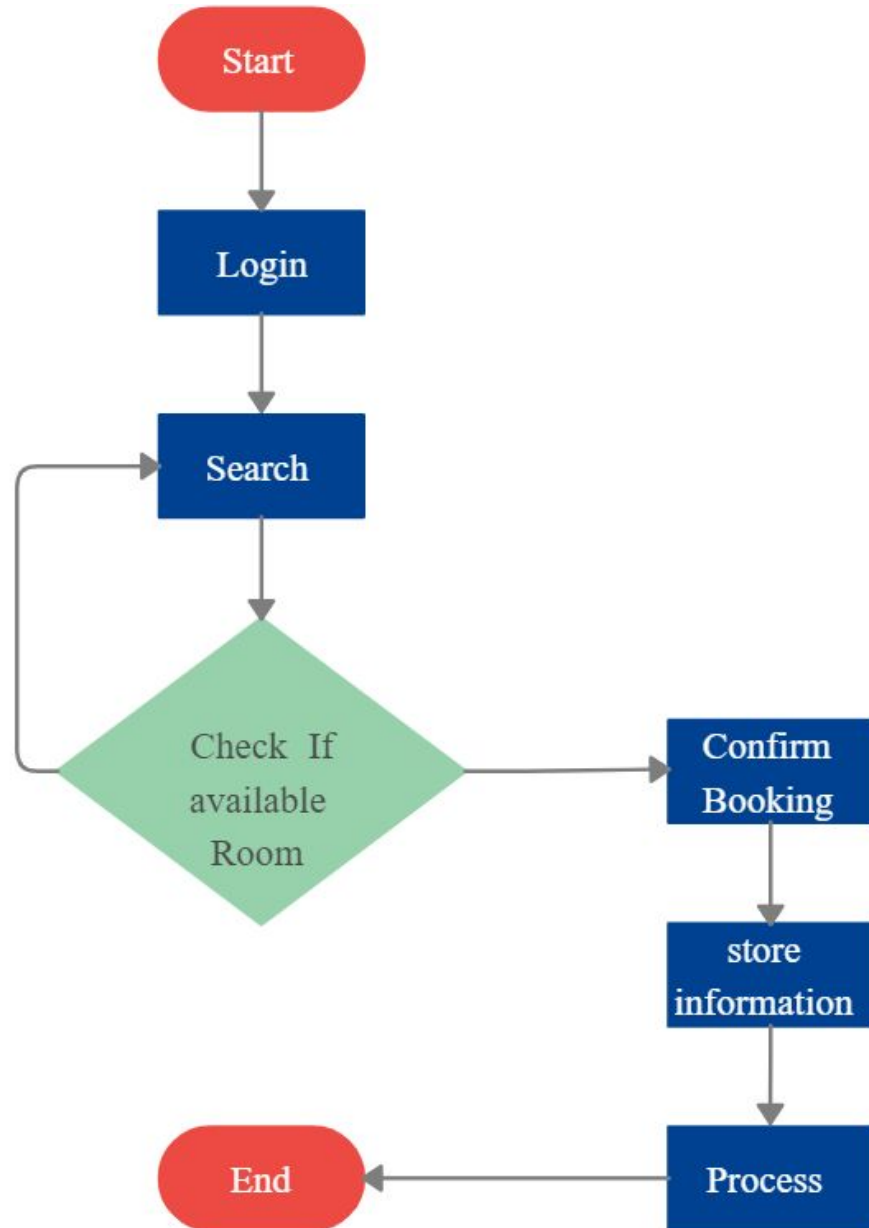 Start
Login
Search
Check If
available
Room
Confirm
Booking
store
information
Process
End